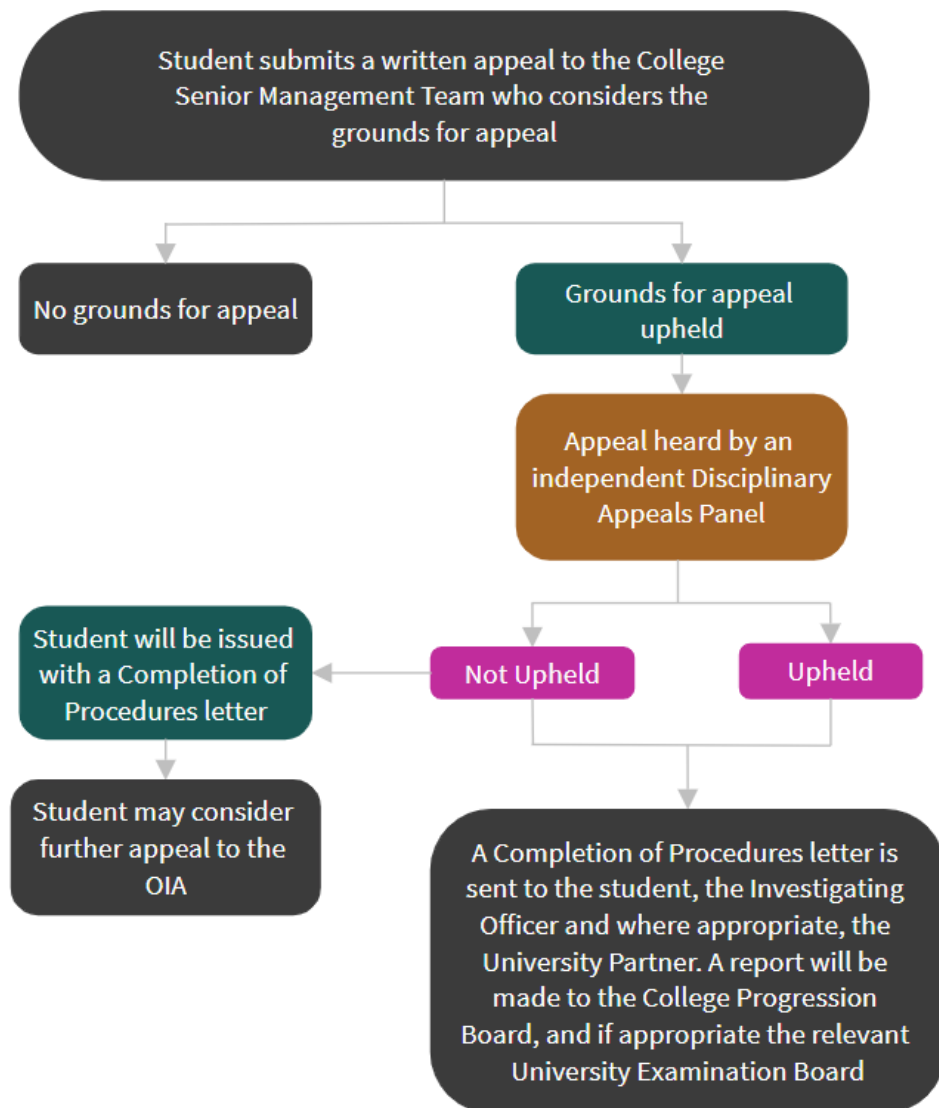 Student submits a written appeal to the College
Senior Management Team who considers the
grounds for appeal
No grounds for appeal
Grounds for appeal
upheld
Appeal heard by an
independent Disciplinary
Appeals Panel
Student will be issued
with a Completion of
Procedures letter
Not Upheld
Upheld
Student may consider
further appeal to the
OIA
A Completion of Procedures letter is
sent to the student, the Investigating
Officer and where appropriate, the
University Partner. A report will be
made to the College Progression
Board, and if appropriate the relevant
University Examination Board